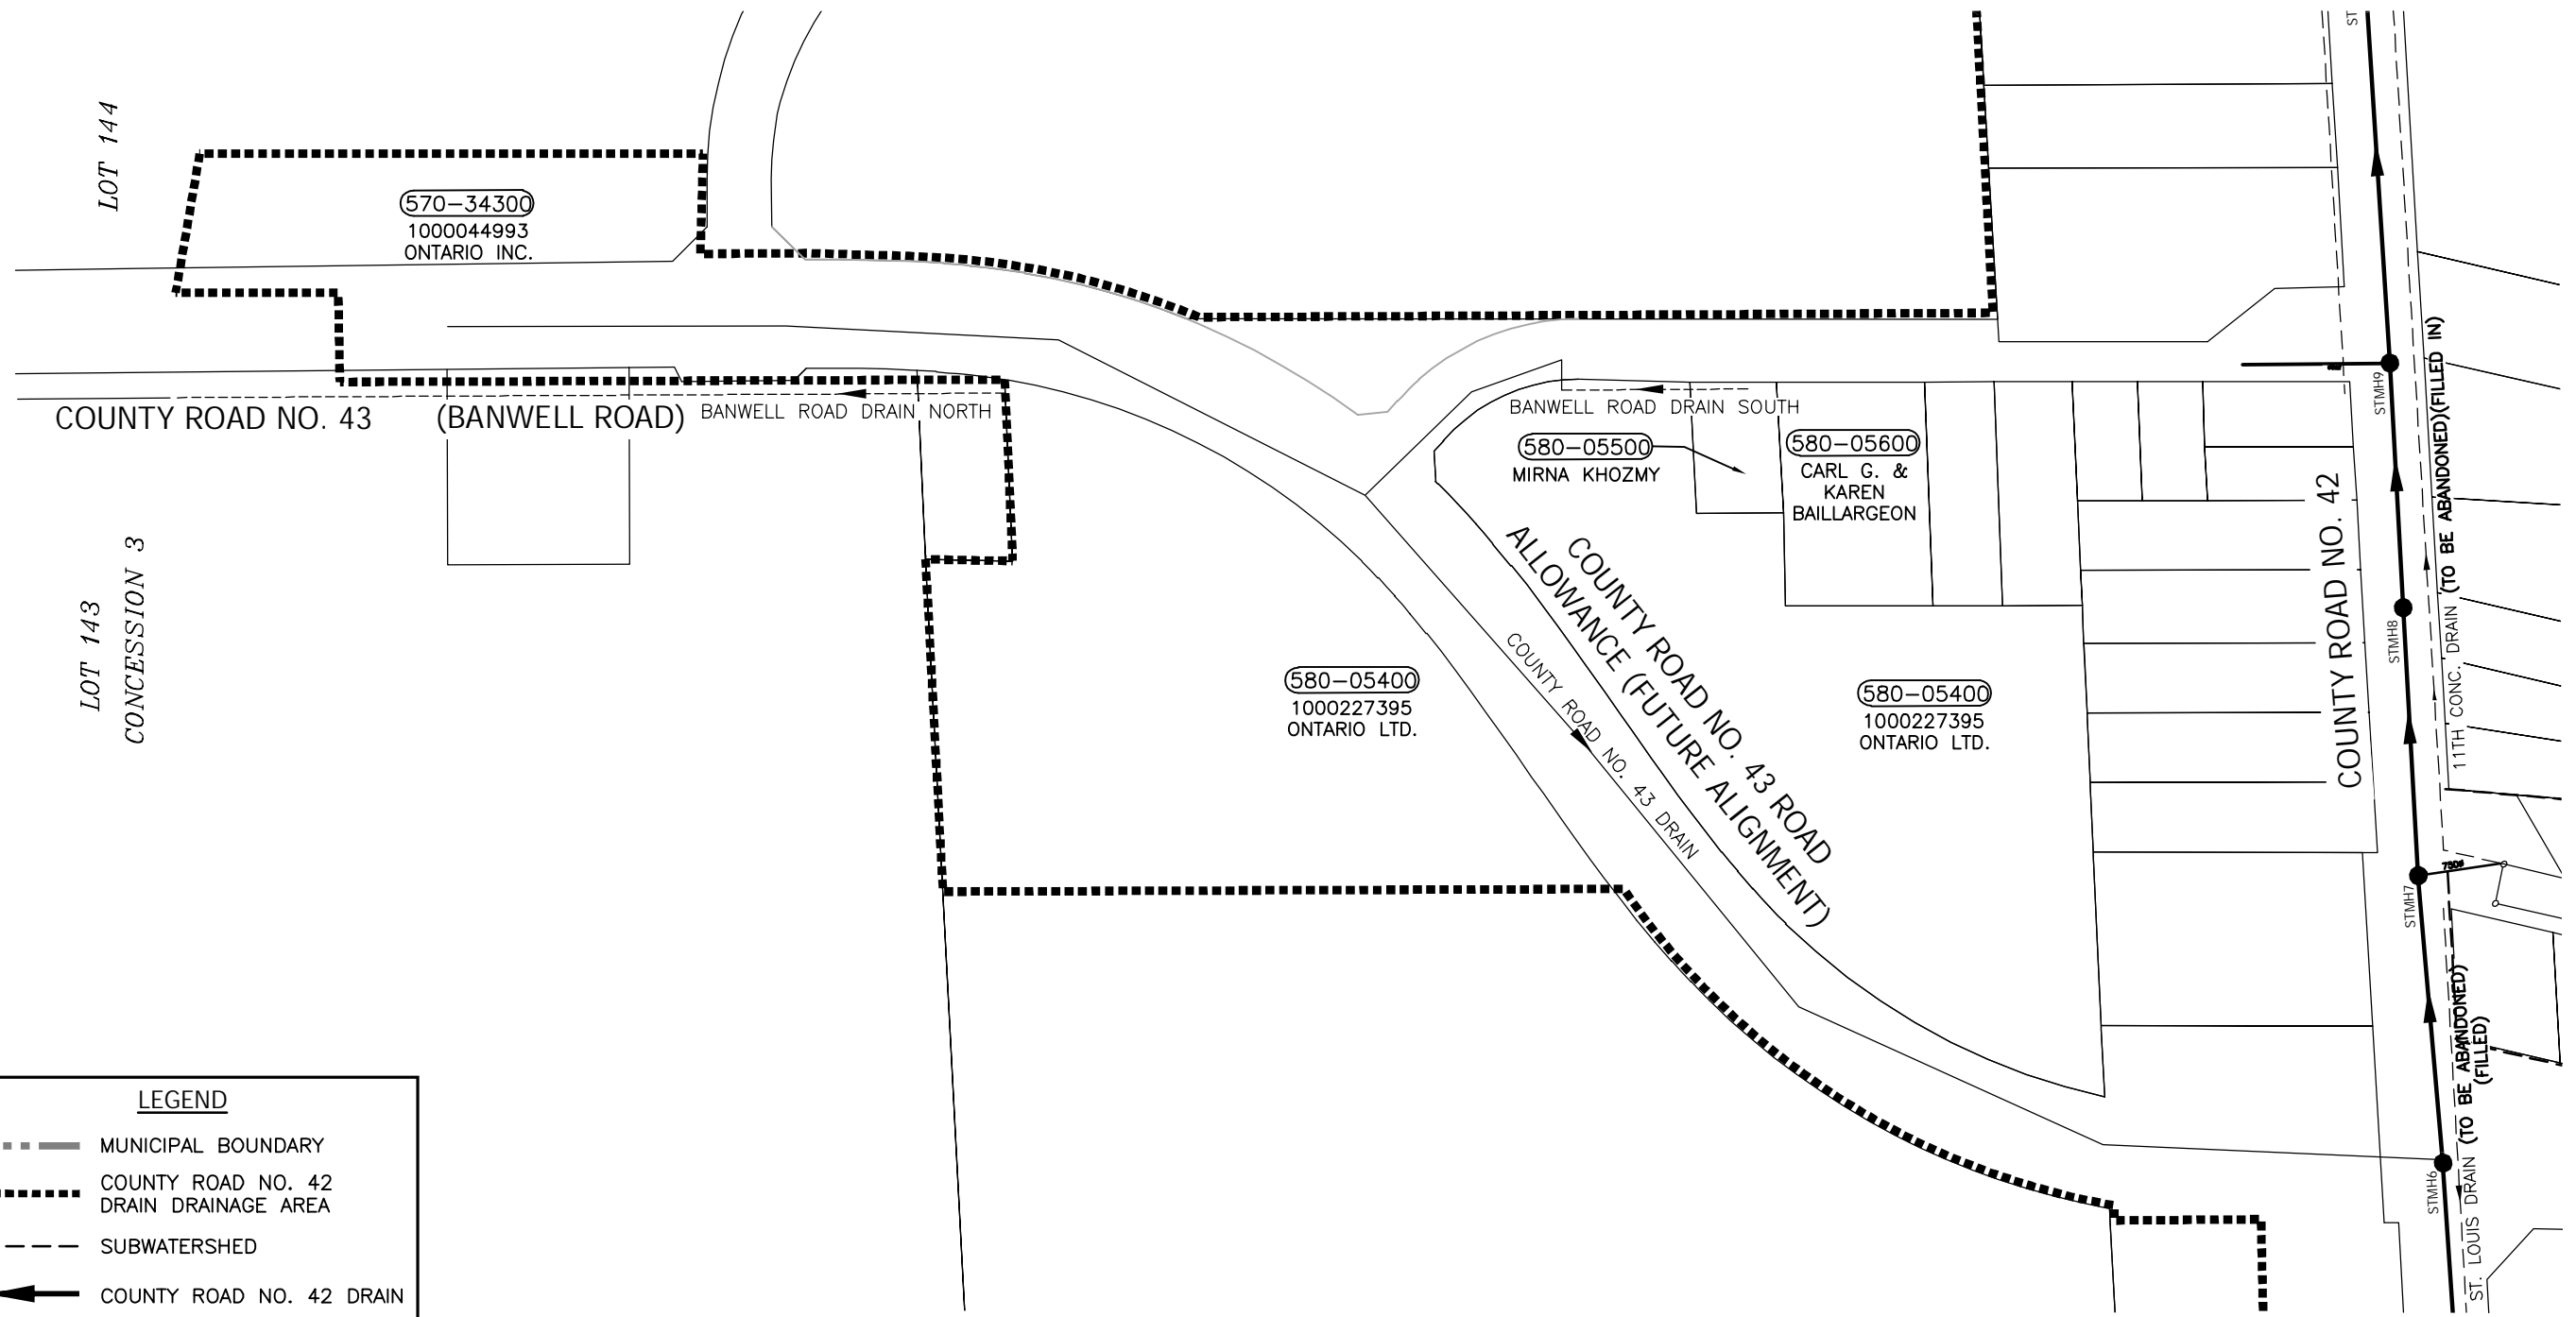 LOT 144
570-34300
1000044993
ONTARIO INC.
COUNTY ROAD NO. 43
(BANWELL ROAD)
BANWELL ROAD DRAIN NORTH
BANWELL ROAD DRAIN SOUTH
580-05500
MIRNA KHOZMY
580-05600
CARL G. &
KAREN
BAILLARGEON
LOT 143
CONCESSION 3
580-05400
1000227395
ONTARIO LTD.
COUNTY ROAD NO. 43 DRAIN
COUNTY ROAD NO. 43 ROAD
ALLOWANCE (FUTURE ALIGNMENT)
580-05400
1000227395
ONTARIO LTD.
COUNTY ROAD NO. 42
ST
STMH9
STMH8
STMH7
STMH6
11TH CONC. DRAIN (TO BE ABANDONED)(FILLED IN)
ST. LOUIS DRAIN (TO BE ABANDONED)
(FILLED)
LEGEND
MUNICIPAL BOUNDARY
COUNTY ROAD NO. 42
DRAIN DRAINAGE AREA
SUBWATERSHED
COUNTY ROAD NO. 42 DRAIN